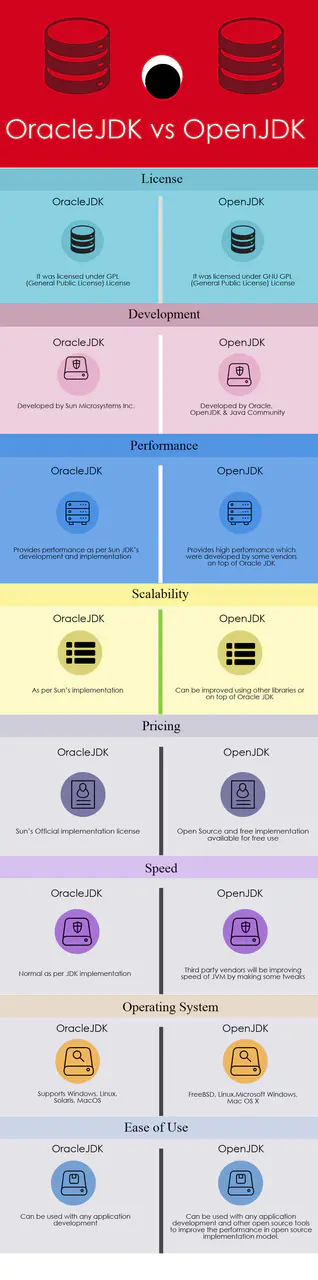 OracleJDK vs OpenJDK
License
OracleJDK
OpenJDK
It was licensed under GPL
(General Public License) License
It was licensed under GNU GPL
(General Public License) License
Development
OracleJDK
OpenJDK
Developed by Sun Microsystems Inc.
Developed by Oracle,
OpenJDK & Java Community
Performance
OracleJDK
OpenJDK
Provides performance as per Sun JDK's
development and implementation
Provides high performance which
were developed by some vendors
an top of Oracle JDK
Scalability
OracleJDK
OpenJDK
As per Sun's implementation
Can be improved using other libraries or
on top of Oracle JDK
Pricing
OracleJDK
OpenJDK
Sun's Official implementation license
Open Source and free implementation
available for free use
Speed
OracleJDK
OpenJDK
Normal as per JDK implementation
Third party vendors will be improving
speed of JVM by making some tweaks
Operating System
OracleJDK
OpenJDK
Supports Windows, Linux,
Solaris, MacOS
FreeBSD, Linux,Microsoft Windows,
Mac OS X
Ease of Use
OracleJDK
OpenJDK
Can be used with any application
development
Can be used with any application
development and other open source tools
to improve the performance in open source
implementation model.